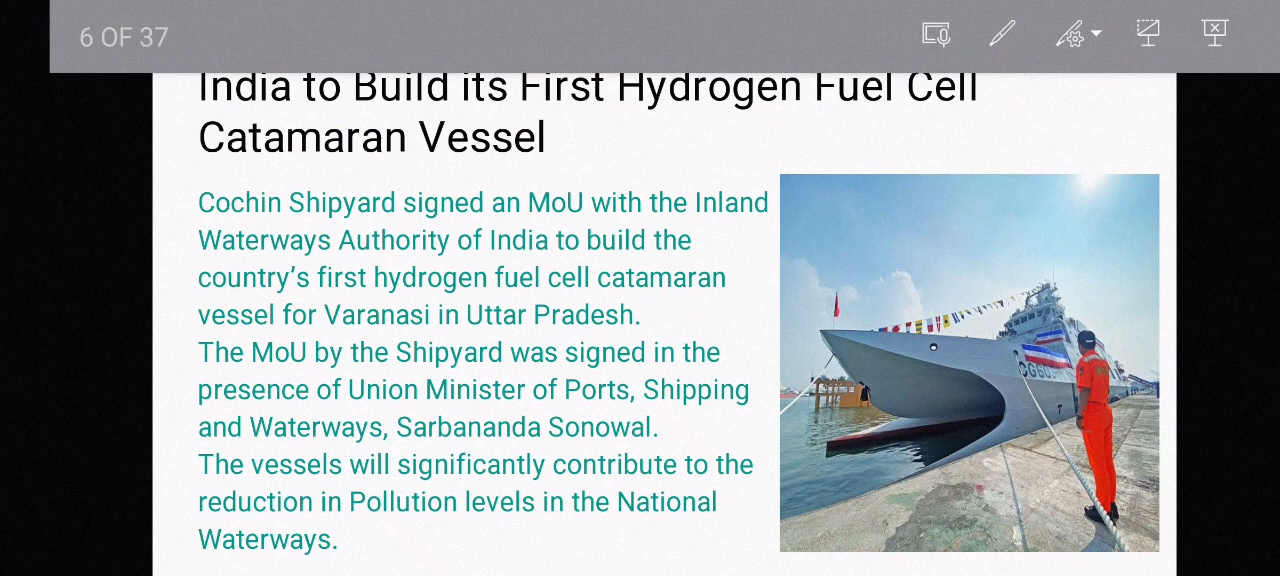 6 OF 37
India to Build its First Hydrogen Fuel Cell
Catamaran Vessel
Cochin Shipyard signed an MoU with the Inland
Waterways Authority of India to build the
country’s first hydrogen fuel cell catamaran
vessel for Varanasi in Uttar Pradesh.
The MoU by the Shipyard was signed in the
presence of Union Minister of Ports, Shipping
and Waterways, Sarbananda Sonowal.
The vessels will significantly contribute to the
reduction in Pollution levels in the National
Waterways.